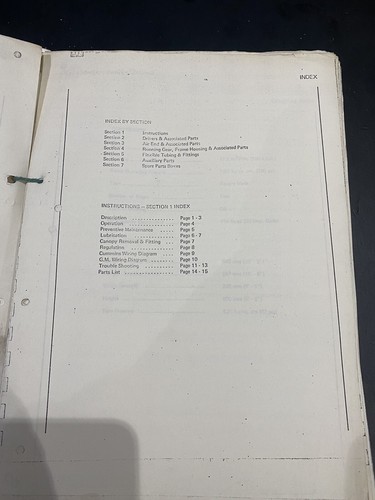 INDEX
INDEX BY SECTION
Section 1 Instructions
Section 2 Drivers & Associated Parts
Section 3 Air End & Associated Parts
Section 4 Running Gear, Frame Housing & Associated Parts
Section 5 Flexible Tubing & Fittings
Section 6 Auxiliary Parts
Section 7 Spare Parts
INSTRUCTIONS – SECTION 1 INDEX
Description .............. Page 1 - 3
Operation .............. Page 4
Preventive Maintenance ..... Page 5
Lubrication .............. Page 6 - 7
Canopy Removal & Fitting .... Page 7
Regulation .............. Page 8
Cummins Wiring Diagram .... Page 9
G.M. Wiring Diagram ........ Page 10
Trouble Shooting .......... Page 11 - 13
Parts List ................ Page 14 - 15